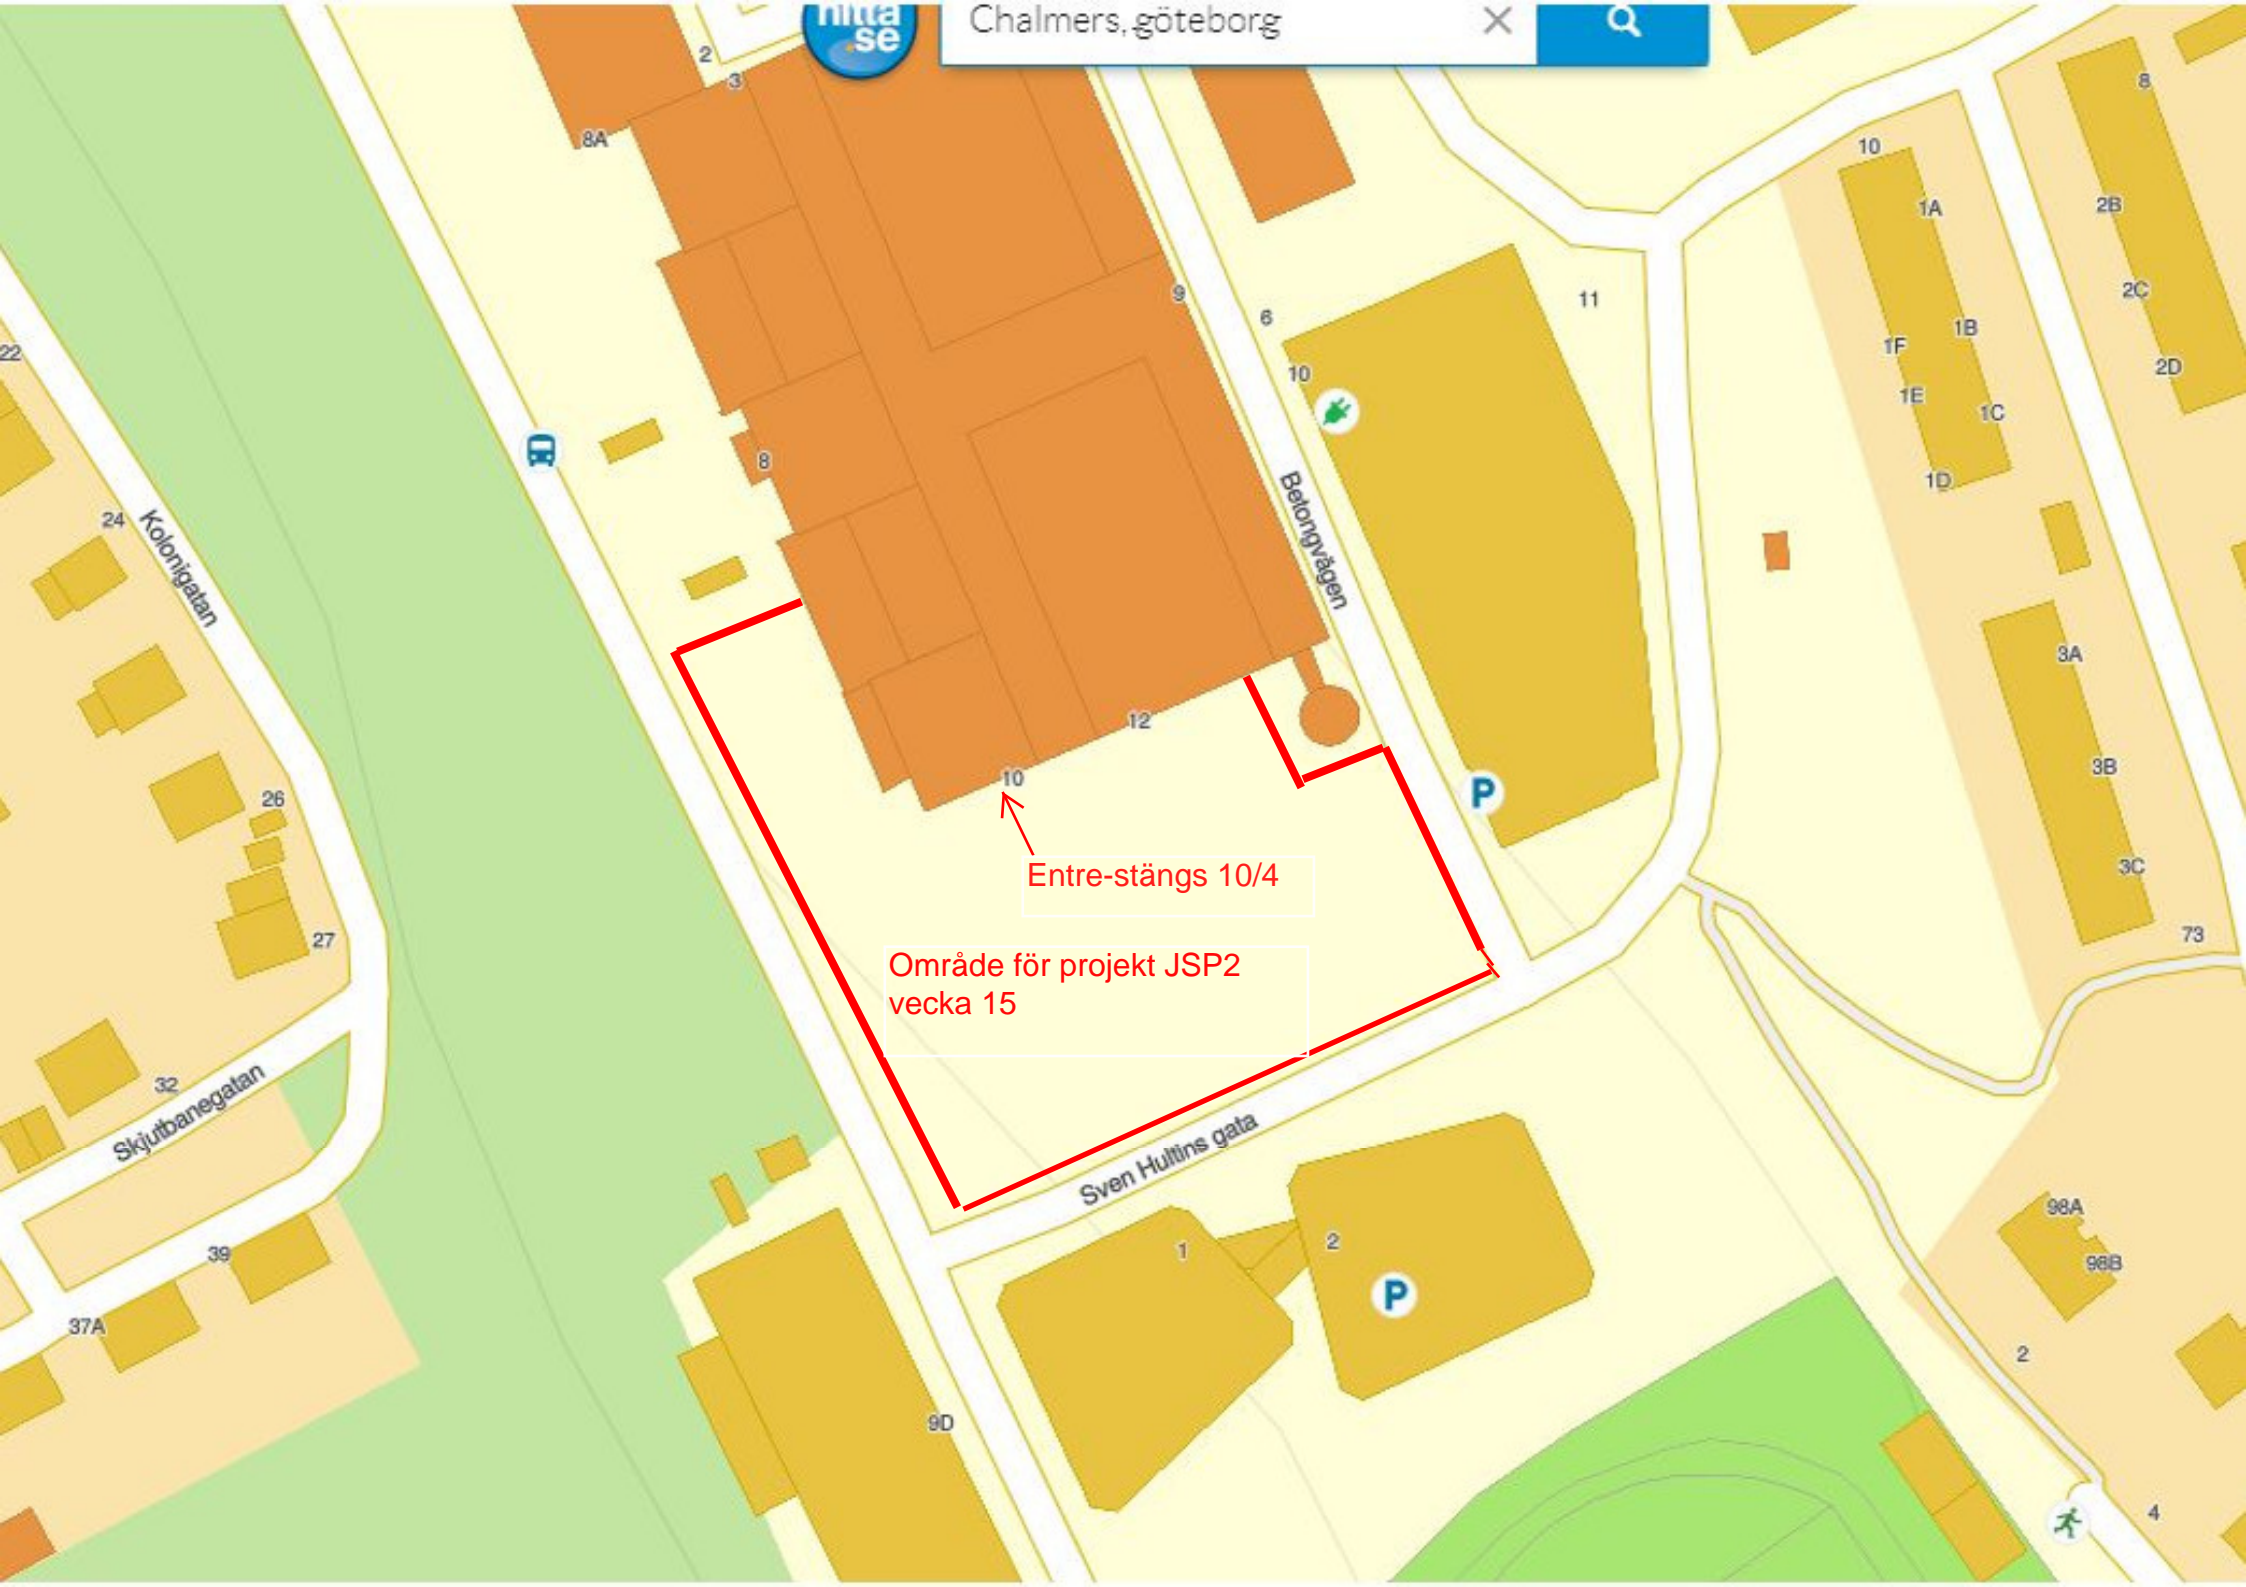 hitta
.se
Chalmers, göteborg
2
3
8A
8
10
1A
2B
9
6
11
2C
1B
1F
22
10
2D
1E
1C
8
1D
24
Kolonigatan
Betongvägen
3A
12
3B
10
P
26
3C
Entre-stängs 10/4
27
73
Område för projekt JSP2
vecka 15
32
Skjutbanegatan
Sven Hultins gata
98A
1
2
39
98B
P
37A
2
9D
4